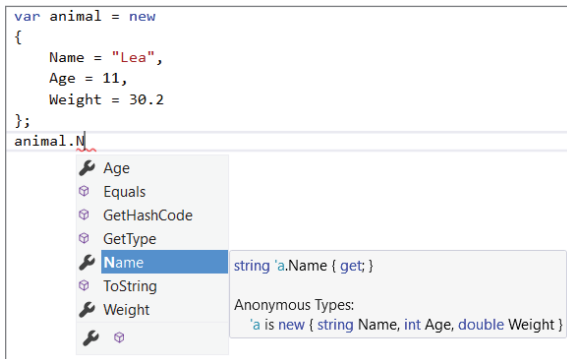 var animal = new
{
Name = "Lea",
Age = 11,
Weight = 30.2
};
animal.N
Age
Equals
GetHashCode
GetType
Name
string 'a.Name { get; }
ToString
Anonymous Types:
Weight
'a is new { string Name, int Age, double Weight }